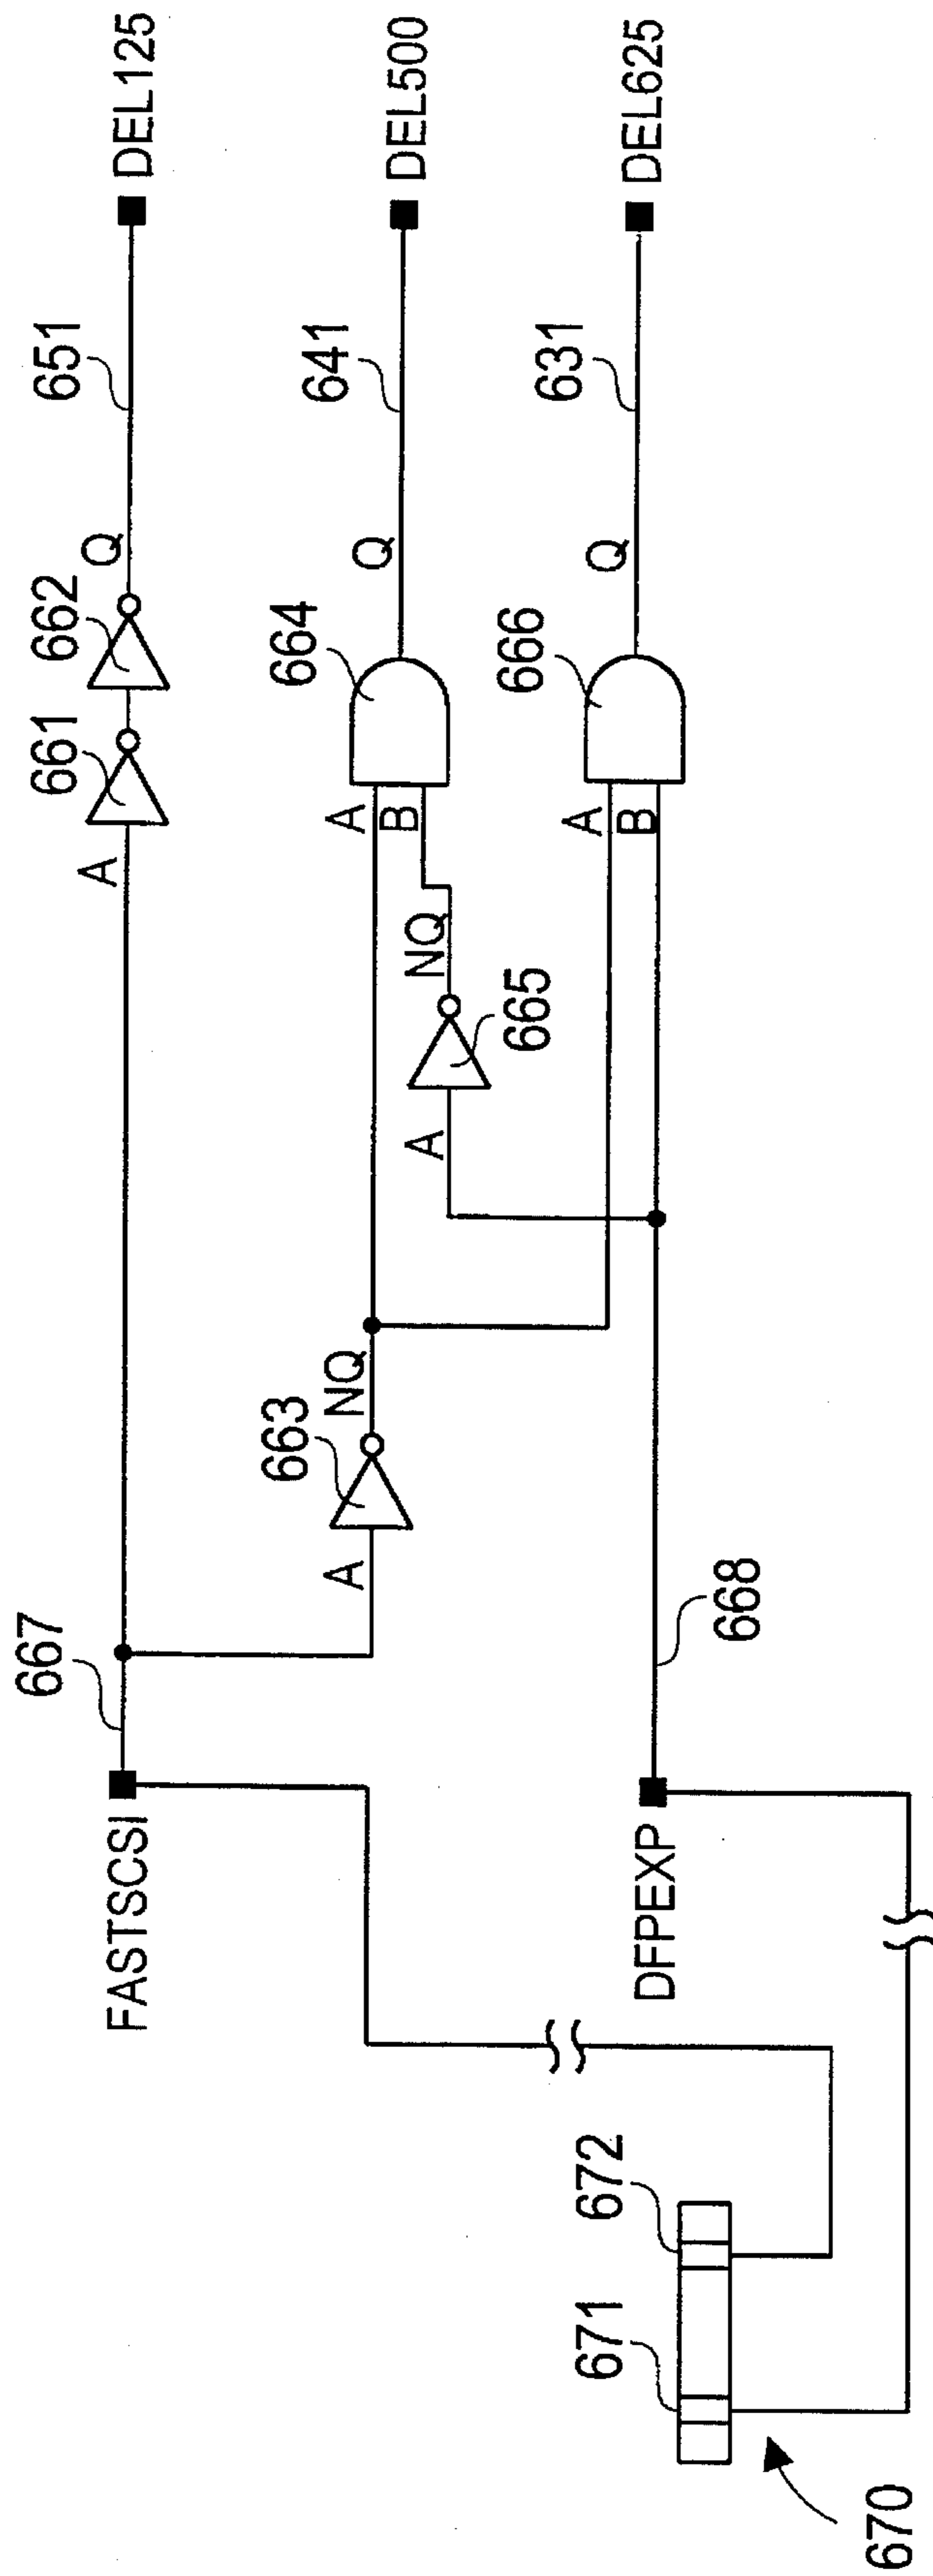 667
FASTSCSI
A
661
662
Q
651
DEL125
663
A
NQ
A
B
664
Q
641
DEL500
A
665
NQ
672
671
670
DFPEXP
668
A
B
666
Q
631
DEL625